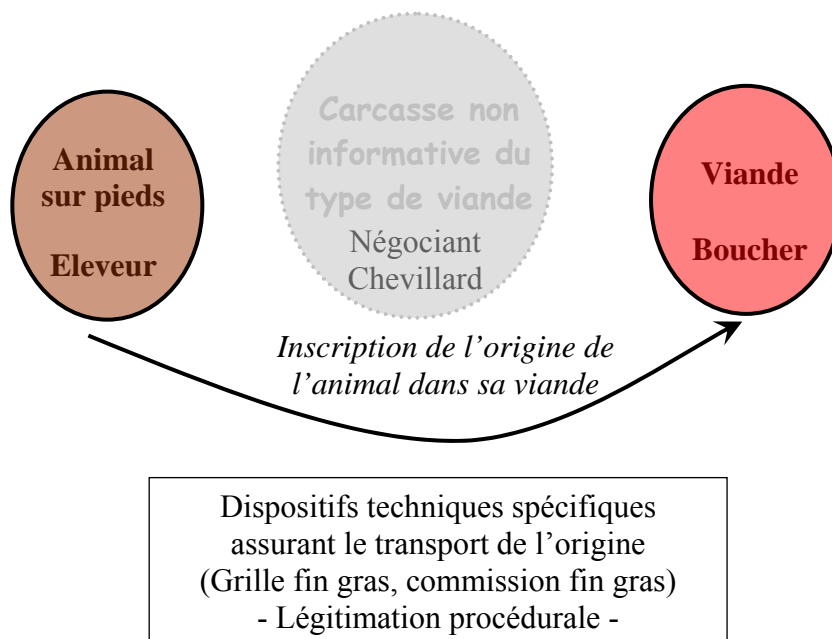 Animal
sur pieds
Eleveur
Carcasse non
informative du
type de viande
Négociant
Chevillard
Viande
Boucher
Inscription de l’origine de
l’animal dans sa viande
Dispositifs techniques spécifiques
assurant le transport de l’origine
(Grille fin gras, commission fin gras)
- Légitimation procédurale -